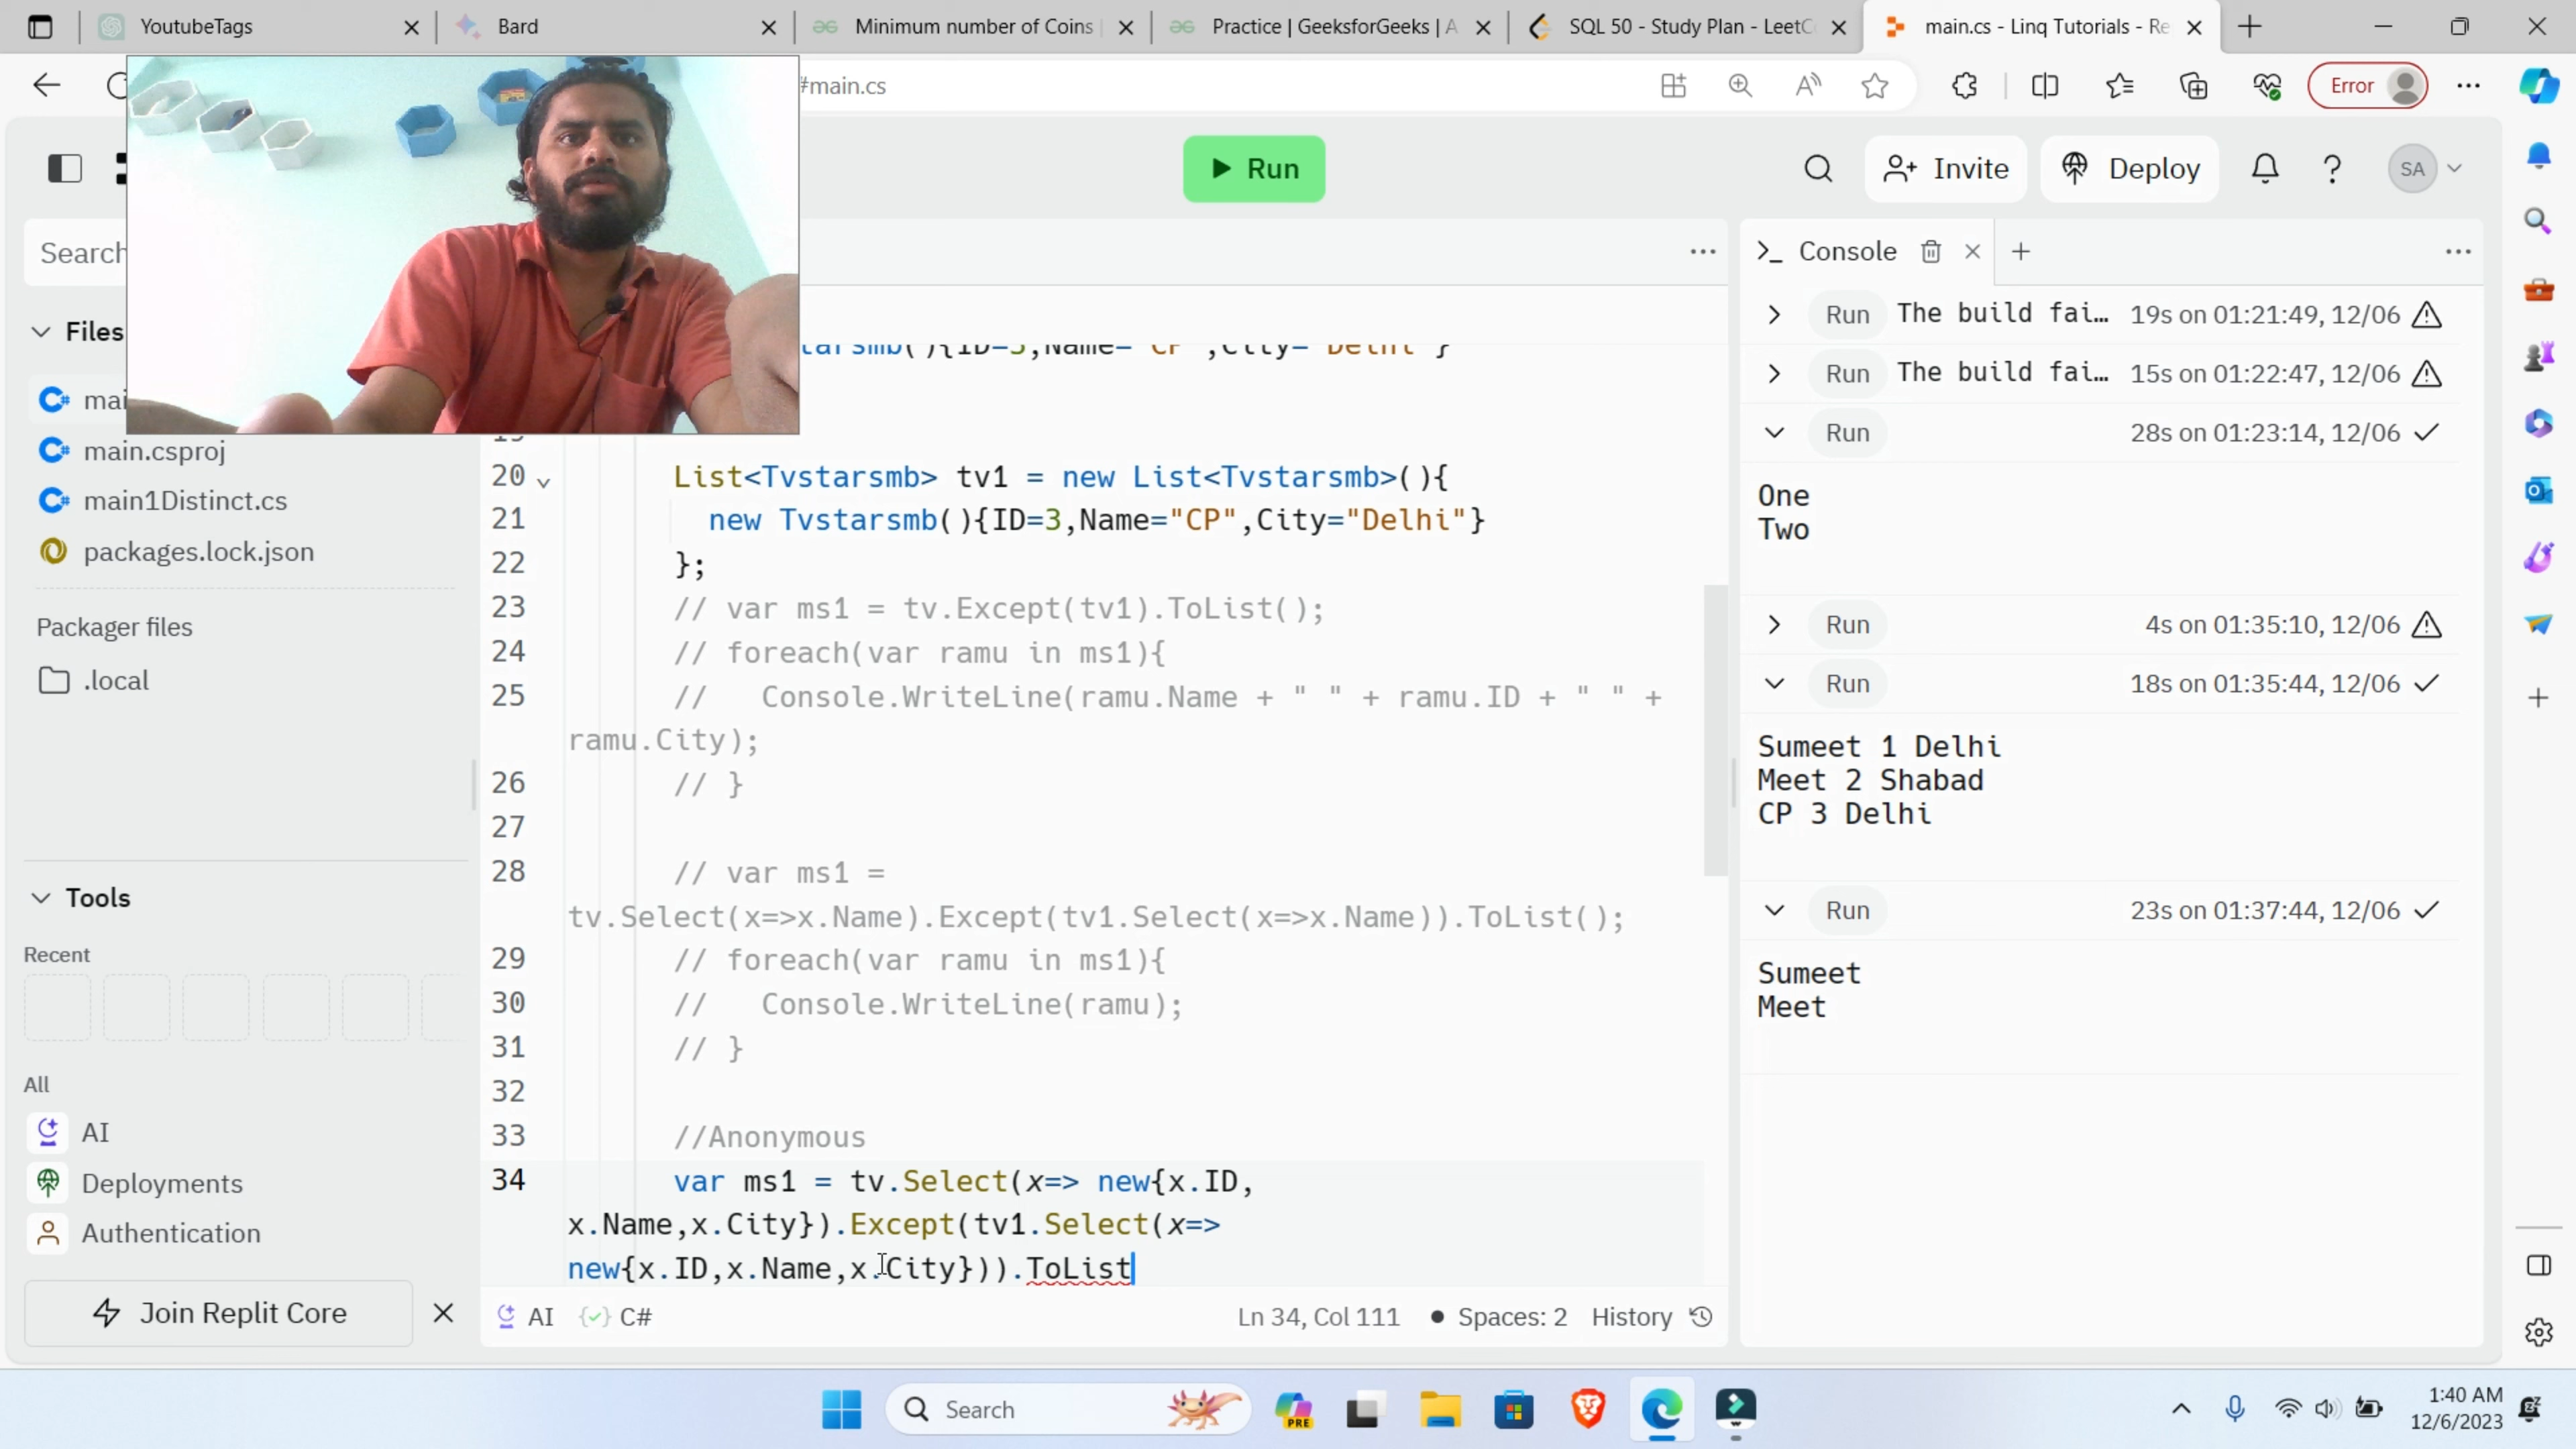 YoutubeTags
Bard
Minimum number of Coins
Practice | GeeksforGeeks | A
SQL 50 - Study Plan - LeetC
main.cs - Linq Tutorials - Re
#main.cs
Error
Run
Invite
Deploy
SA
Search
Files
mai
main.csproj
main1Distinct.cs
packages.lock.json
Packager files
.local
Tools
Recent
All
AI
Deployments
Authentication
Join Replit Core
20 List<Tvstarsmb> tv1 = new List<Tvstarsmb>(){
21 new Tvstarsmb(){ID=3,Name="CP",City="Delhi"}
22 };
23 // var ms1 = tv.Except(tv1).ToList();
24 // foreach(var ramu in ms1){
25 // Console.WriteLine(ramu.Name + " " + ramu.ID + " " +
ramu.City);
26 // }
27
28 // var ms1 =
tv.Select(x=>x.Name).Except(tv1.Select(x=>x.Name)).ToList();
29 // foreach(var ramu in ms1){
30 // Console.WriteLine(ramu);
31 // }
32
33 //Anonymous
34 var ms1 = tv.Select(x=> new{x.ID,
x.Name,x.City}).Except(tv1.Select(x=>
new{x.ID,x.Name,x.City})).ToList
AI C# Ln 34, Col 111 Spaces: 2 History
Console
Run The build fai… 19s on 01:21:49, 12/06
Run The build fai… 15s on 01:22:47, 12/06
Run 28s on 01:23:14, 12/06
One
Two
Run 4s on 01:35:10, 12/06
Run 18s on 01:35:44, 12/06
Sumeet 1 Delhi
Meet 2 Shabad
CP 3 Delhi
Run 23s on 01:37:44, 12/06
Sumeet
Meet
Search
PRE
1:40 AM
12/6/2023